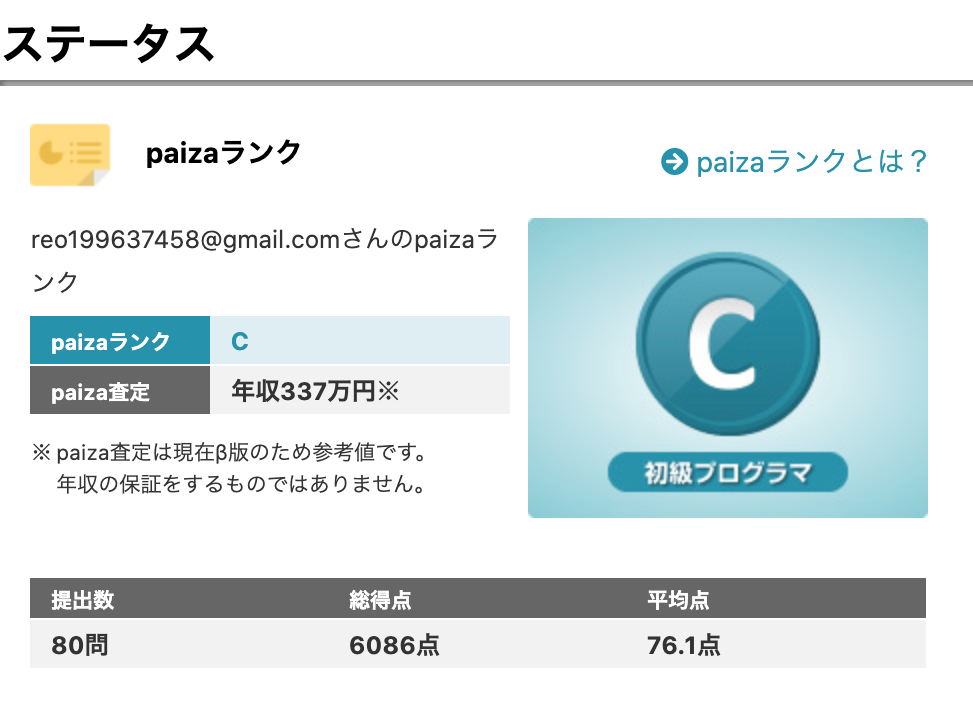 ステータス
paizaランク
paizaランクとは？
reo199637458@gmail.comさんのpaizaラ
ンク
paizaランク C
paiza査定 年収337万円※
※ paiza査定は現在β版のため参考値です。
年収の保証をするものではありません。
C
初級プログラマ
提出数 総得点 平均点
80問 6086点 76.1点